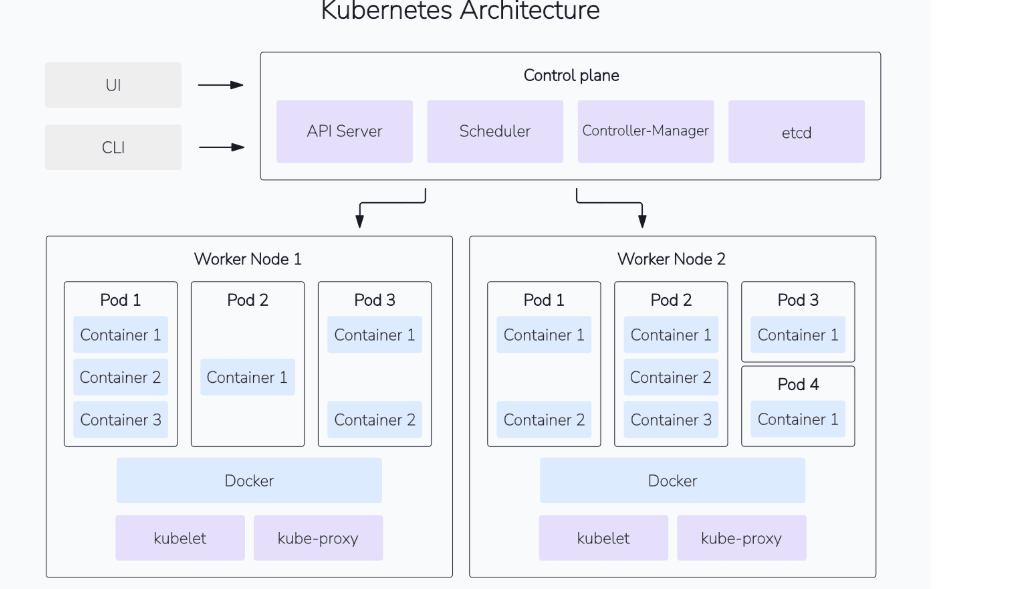 Kubernetes Architecture
UI
CLI
Control plane
API Server
Scheduler
Controller-Manager
etcd
Worker Node 1
Pod 1
Container 1
Container 2
Container 3
Pod 2
Container 1
Pod 3
Container 1
Container 2
Docker
kubelet
kube-proxy
Worker Node 2
Pod 1
Container 1
Container 2
Pod 2
Container 1
Container 2
Container 3
Pod 3
Container 1
Pod 4
Container 1
Docker
kubelet
kube-proxy